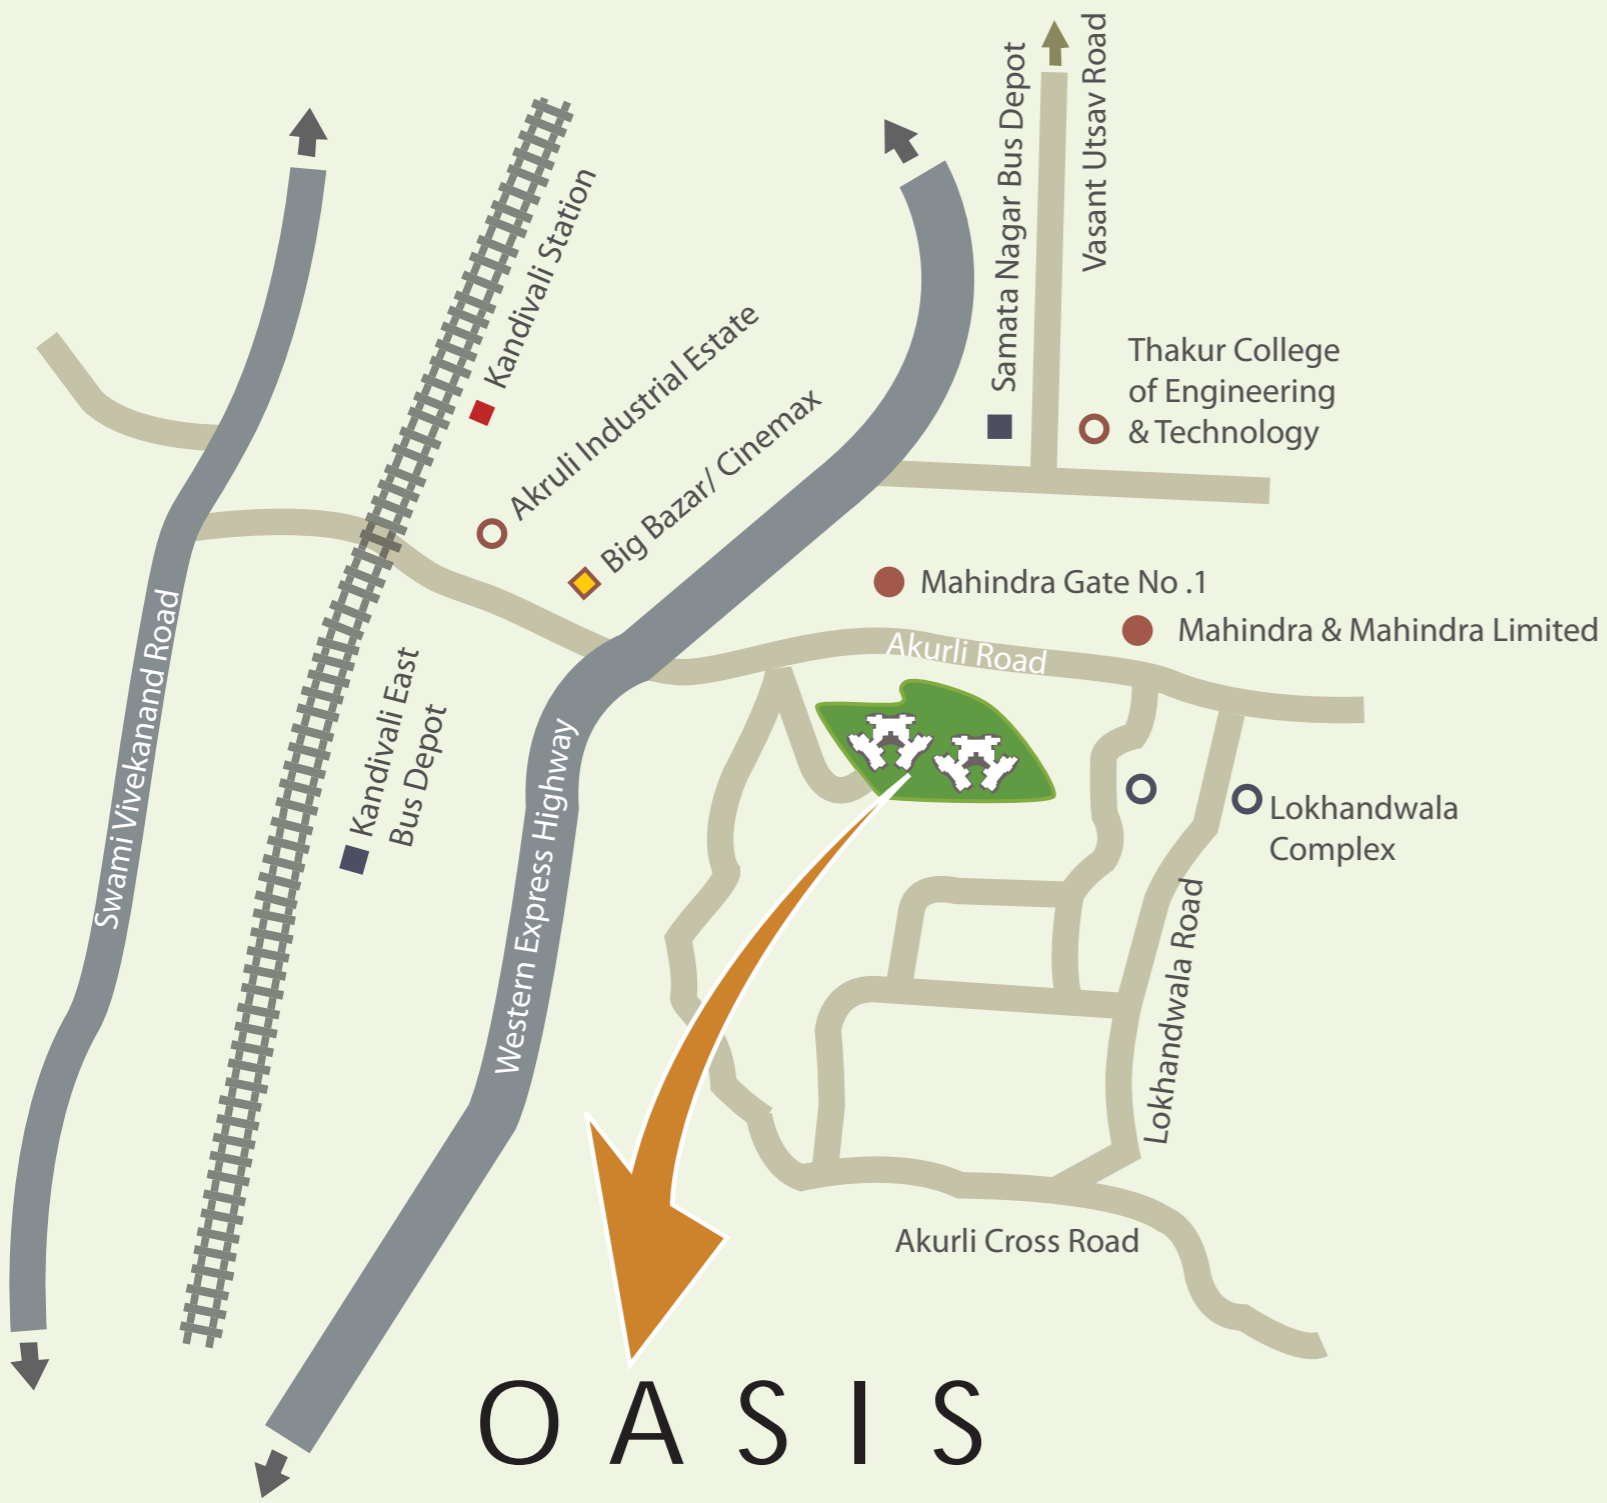 Samata Nagar Bus Depot
Vasant Utsav Road
Kandivali Station
Akruli Industrial Estate
Big Bazar/ Cinemax
Thakur College
of Engineering
& Technology
Mahindra Gate No .1
Mahindra & Mahindra Limited
Akurli Road
Swami Vivekanand Road
Kandivali East
Bus Depot
Western Express Highway
Lokhandwala
Complex
Lokhandwala Road
Akurli Cross Road
OASIS